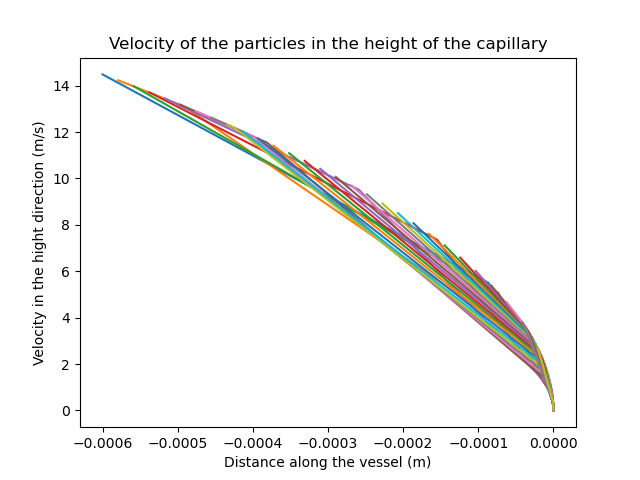 Velocity of the particles in the height of the capillary
Velocity in the hight direction (m/s)
14
12
10
8
6
4
2
0
−0.0006 −0.0005 −0.0004 −0.0003 −0.0002 −0.0001 0.0000
Distance along the vessel (m)